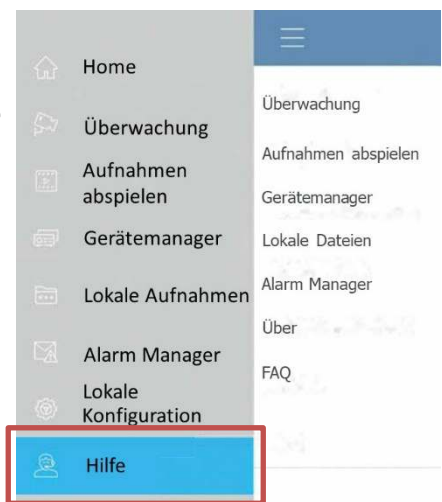 Home
Überwachung
Aufnahmen
abspielen
Gerätemanager
Lokale Aufnahmen
Alarm Manager
Lokale
Konfiguration
Hilfe
Überwachung
Aufnahmen abspielen
Gerätemanager
Lokale Dateien
Alarm Manager
Über
FAQ